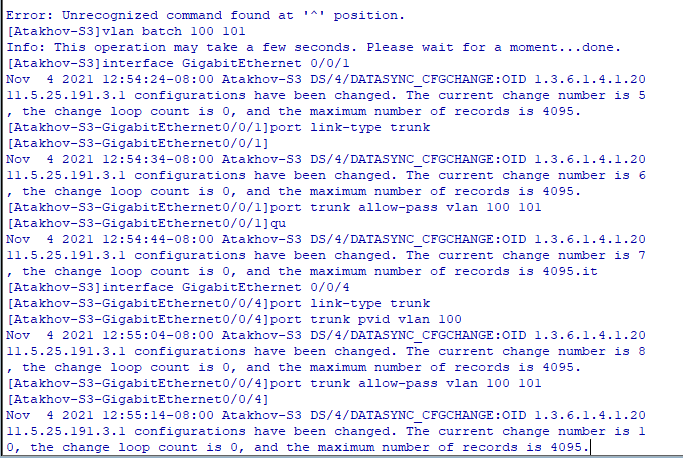 Error: Unrecognized command found at '^' position.
[Atakhov-S3]vlan batch 100 101
Info: This operation may take a few seconds. Please wait for a moment...done.
[Atakhov-S3]interface GigabitEthernet 0/0/1
Nov  4 2021 12:54:24-08:00 Atakhov-S3 DS/4/DATASYNC_CFGCHANGE:OID 1.3.6.1.4.1.20
11.5.25.191.3.1 configurations have been changed. The current change number is 5
, the change loop count is 0, and the maximum number of records is 4095.
[Atakhov-S3-GigabitEthernet0/0/1]port link-type trunk
[Atakhov-S3-GigabitEthernet0/0/1]
Nov  4 2021 12:54:34-08:00 Atakhov-S3 DS/4/DATASYNC_CFGCHANGE:OID 1.3.6.1.4.1.20
11.5.25.191.3.1 configurations have been changed. The current change number is 6
, the change loop count is 0, and the maximum number of records is 4095.
[Atakhov-S3-GigabitEthernet0/0/1]port trunk allow-pass vlan 100 101
[Atakhov-S3-GigabitEthernet0/0/1]qu
Nov  4 2021 12:54:44-08:00 Atakhov-S3 DS/4/DATASYNC_CFGCHANGE:OID 1.3.6.1.4.1.20
11.5.25.191.3.1 configurations have been changed. The current change number is 7
, the change loop count is 0, and the maximum number of records is 4095.it
[Atakhov-S3]interface GigabitEthernet 0/0/4
[Atakhov-S3-GigabitEthernet0/0/4]port link-type trunk
[Atakhov-S3-GigabitEthernet0/0/4]port trunk pvid vlan 100
Nov  4 2021 12:55:04-08:00 Atakhov-S3 DS/4/DATASYNC_CFGCHANGE:OID 1.3.6.1.4.1.20
11.5.25.191.3.1 configurations have been changed. The current change number is 8
, the change loop count is 0, and the maximum number of records is 4095.
[Atakhov-S3-GigabitEthernet0/0/4]port trunk allow-pass vlan 100 101
[Atakhov-S3-GigabitEthernet0/0/4]
Nov  4 2021 12:55:14-08:00 Atakhov-S3 DS/4/DATASYNC_CFGCHANGE:OID 1.3.6.1.4.1.20
11.5.25.191.3.1 configurations have been changed. The current change number is 1
0, the change loop count is 0, and the maximum number of records is 4095.